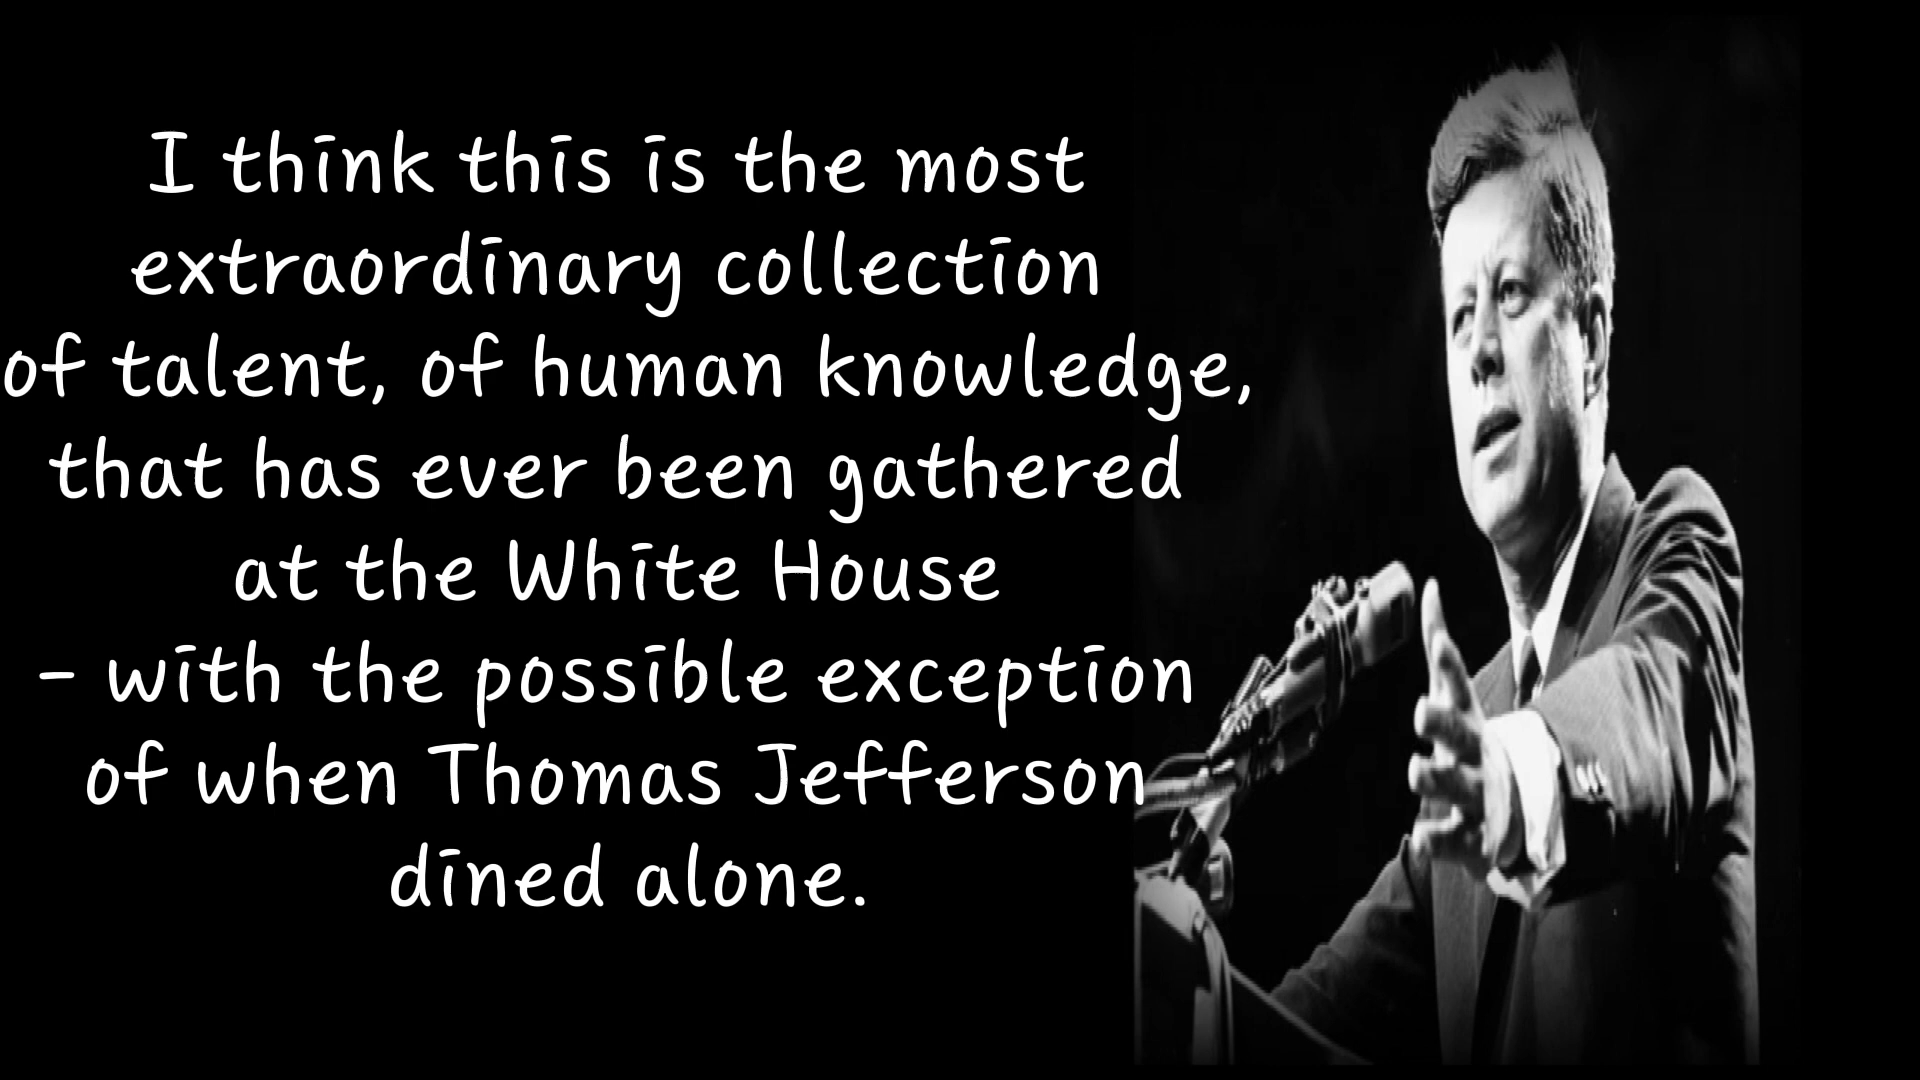 I think this is the most
extraordinary collection
of talent, of human knowledge,
that has ever been gathered
at the White House
- with the possible exception
of when Thomas Jefferson
dined alone.